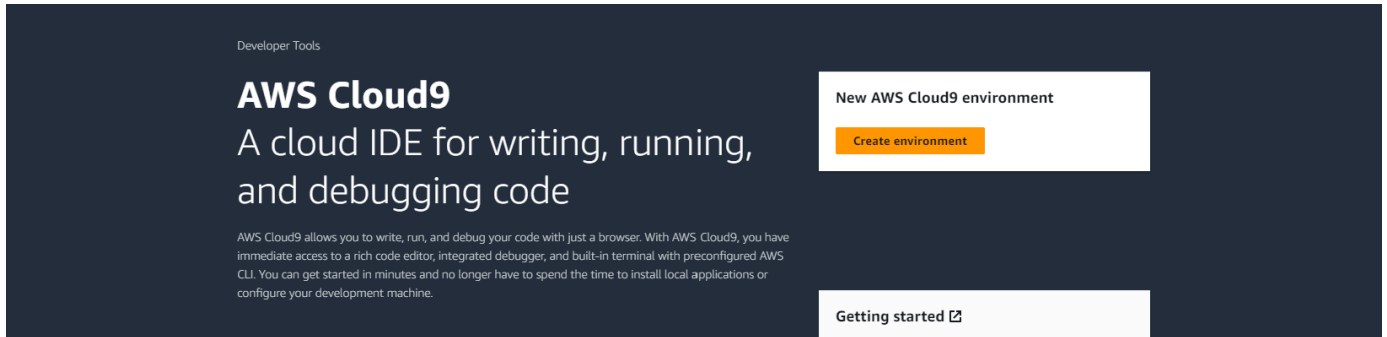 Developer Tools
AWS Cloud9
A cloud IDE for writing, running,
and debugging code
AWS Cloud9 allows you to write, run, and debug your code with just a browser. With AWS Cloud9, you have
immediate access to a rich code editor, integrated debugger, and built-in terminal with preconfigured AWS
CLI. You can get started in minutes and no longer have to spend the time to install local applications or
configure your development machine.
New AWS Cloud9 environment
Create environment
Getting started